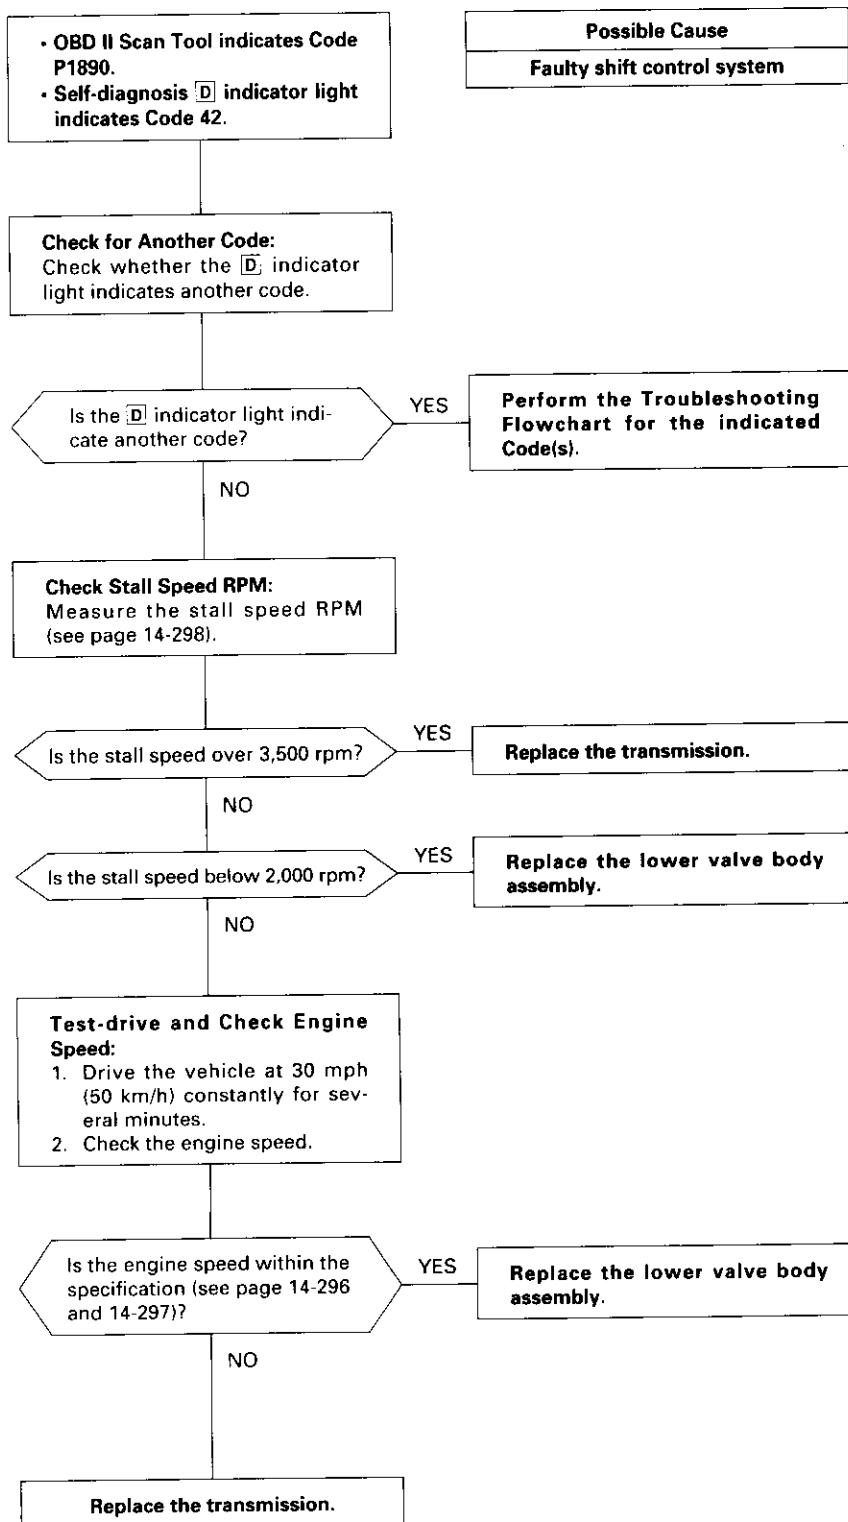 • OBD II Scan Tool indicates Code
P1890.
• Self-diagnosis D indicator light
indicates Code 42.
Possible Cause
Faulty shift control system
Check for Another Code:
Check whether the D indicator
light indicates another code.
Is the D indicator light indi-
cate another code?
YES
Perform the Troubleshooting
Flowchart for the indicated
Code(s).
NO
Check Stall Speed RPM:
Measure the stall speed RPM
(see page 14-298).
Is the stall speed over 3,500 rpm?
YES
Replace the transmission.
NO
Is the stall speed below 2,000 rpm?
YES
Replace the lower valve body
assembly.
NO
Test-drive and Check Engine
Speed:
1. Drive the vehicle at 30 mph
(50 km/h) constantly for sev-
eral minutes.
2. Check the engine speed.
Is the engine speed within the
specification (see page 14-296
and 14-297)?
YES
Replace the lower valve body
assembly.
NO
Replace the transmission.